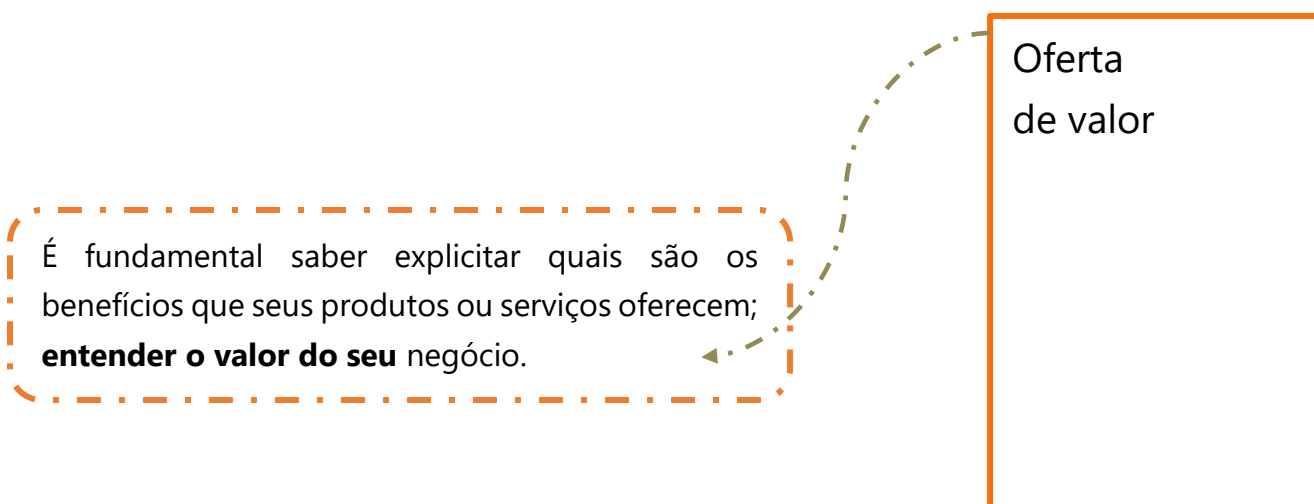 Oferta
de valor
É fundamental saber explicitar quais são os
benefícios que seus produtos ou serviços oferecem;
entender o valor do seu negócio.